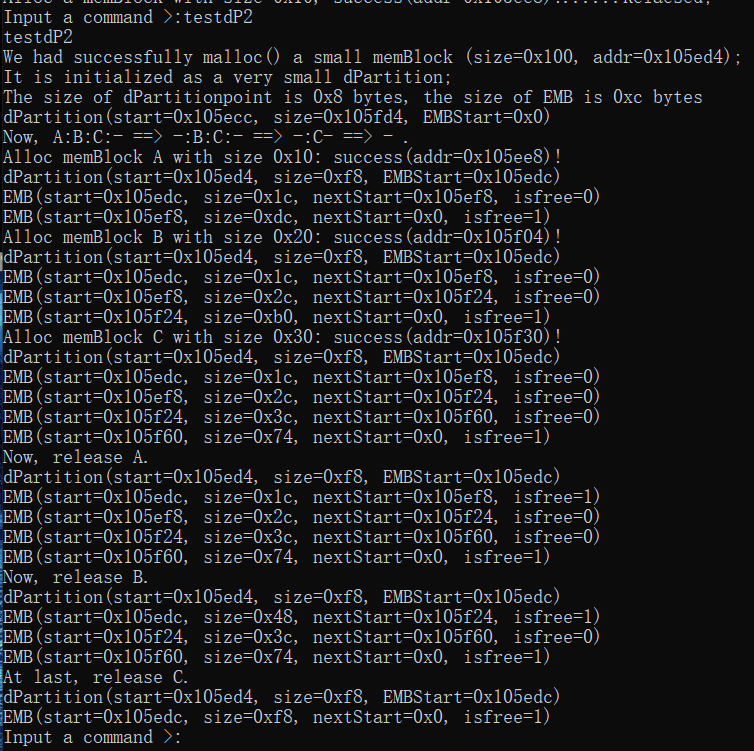 Input a command >:testdP2
testdP2
We had successfully malloc() a small memBlock (size=0x100, addr=0x105ed4);
It is initialized as a very small dPartition;
The size of dPartitionpoint is 0x8 bytes, the size of EMB is 0xc bytes
dPartition(start=0x105ecc, size=0x105fd4, EMBStart=0x0)
Now, A:B:C:- ==> -:B:C:- ==> -:C- ==> - .
Alloc memBlock A with size 0x10: success(addr=0x105ee8)!
dPartition(start=0x105ed4, size=0xf8, EMBStart=0x105edc)
EMB(start=0x105edc, size=0x1c, nextStart=0x105ef8, isfree=0)
EMB(start=0x105ef8, size=0xdc, nextStart=0x0, isfree=1)
Alloc memBlock B with size 0x20: success(addr=0x105f04)!
dPartition(start=0x105ed4, size=0xf8, EMBStart=0x105edc)
EMB(start=0x105edc, size=0x1c, nextStart=0x105ef8, isfree=0)
EMB(start=0x105ef8, size=0x2c, nextStart=0x105f24, isfree=0)
EMB(start=0x105f24, size=0xb0, nextStart=0x0, isfree=1)
Alloc memBlock C with size 0x30: success(addr=0x105f30)!
dPartition(start=0x105ed4, size=0xf8, EMBStart=0x105edc)
EMB(start=0x105edc, size=0x1c, nextStart=0x105ef8, isfree=0)
EMB(start=0x105ef8, size=0x2c, nextStart=0x105f24, isfree=0)
EMB(start=0x105f24, size=0x3c, nextStart=0x105f60, isfree=0)
EMB(start=0x105f60, size=0x74, nextStart=0x0, isfree=1)
Now, release A.
dPartition(start=0x105ed4, size=0xf8, EMBStart=0x105edc)
EMB(start=0x105edc, size=0x1c, nextStart=0x105ef8, isfree=1)
EMB(start=0x105ef8, size=0x2c, nextStart=0x105f24, isfree=0)
EMB(start=0x105f24, size=0x3c, nextStart=0x105f60, isfree=0)
EMB(start=0x105f60, size=0x74, nextStart=0x0, isfree=1)
Now, release B.
dPartition(start=0x105ed4, size=0xf8, EMBStart=0x105edc)
EMB(start=0x105edc, size=0x48, nextStart=0x105f24, isfree=1)
EMB(start=0x105f24, size=0x3c, nextStart=0x105f60, isfree=0)
EMB(start=0x105f60, size=0x74, nextStart=0x0, isfree=1)
At last, release C.
dPartition(start=0x105ed4, size=0xf8, EMBStart=0x105edc)
EMB(start=0x105edc, size=0xf8, nextStart=0x0, isfree=1)
Input a command >: